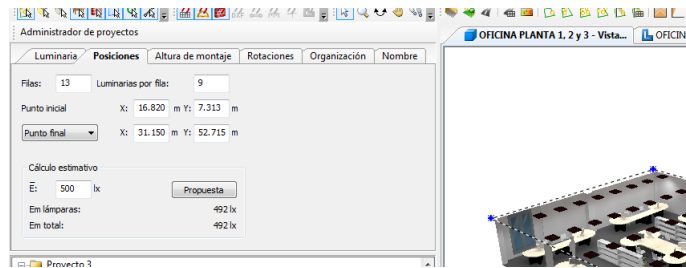 Administrador de proyectos
OFICINA PLANTA 1, 2 y 3 - Vista... OFICIN
Luminaria Posiciones Altura de montaje Rotaciones Organización Nombre
Filas: 13 Luminarias por fila: 9
Punto inicial X: 16.820 m Y: 7.313 m
Punto final X: 31.150 m Y: 52.715 m
Cálculo estimativo
E: 500 lx Propuesta
Em lámparas: 492 lx
Em total: 492 lx
Proyecto 3